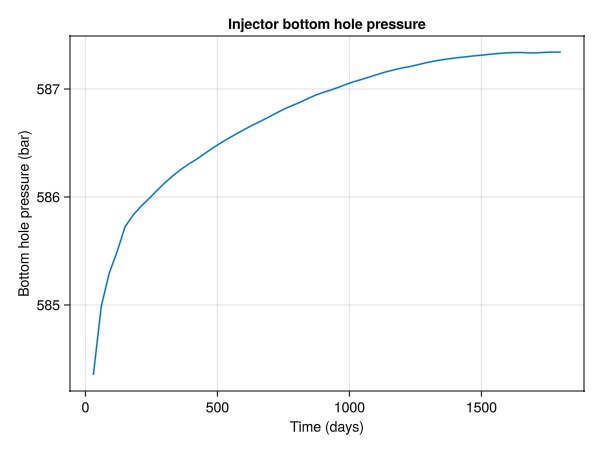 Injector bottom hole pressure
Bottom hole pressure (bar)
587
586
585
0
500
1000
1500
Time (days)